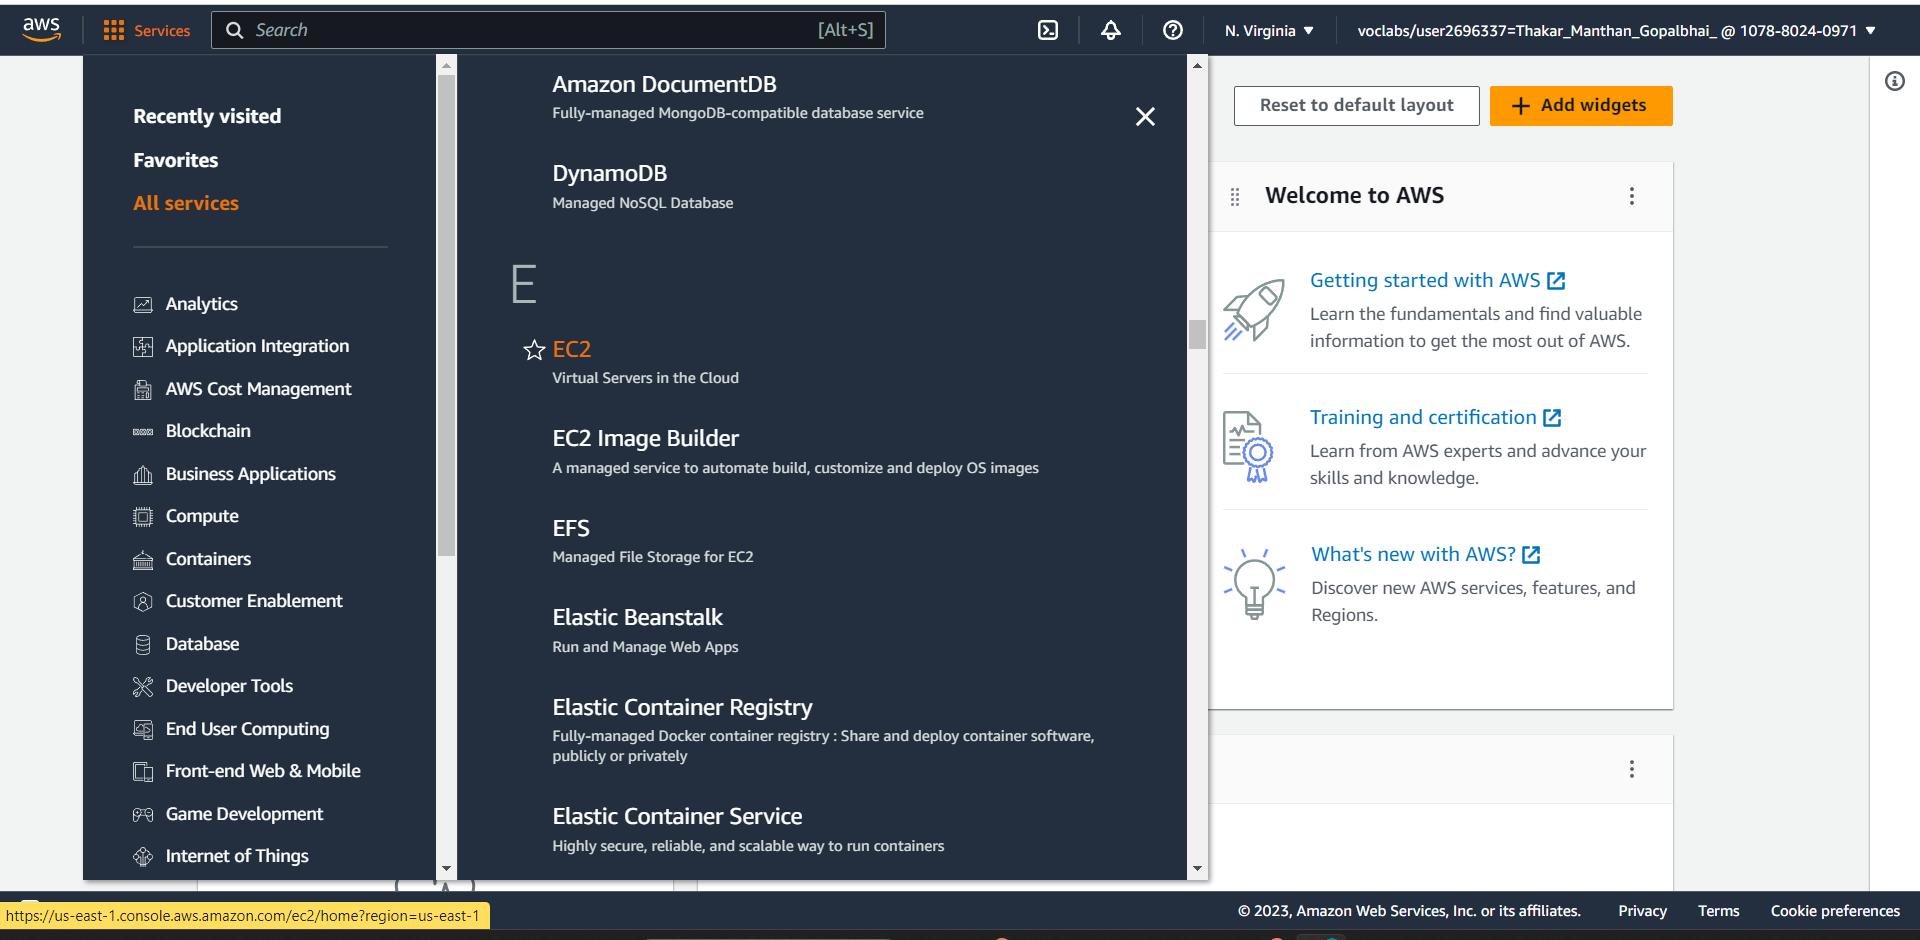 aws
Services
Search
[Alt+S]
N. Virginia
voclabs/user2696337=Thakar_Manthan_Gopalbhai_ @ 1078-8024-0971
Recently visited
Favorites
All services
Analytics
Application Integration
AWS Cost Management
Blockchain
Business Applications
Compute
Containers
Customer Enablement
Database
Developer Tools
End User Computing
Front-end Web & Mobile
Game Development
Internet of Things
Amazon DocumentDB
Fully-managed MongoDB-compatible database service
DynamoDB
Managed NoSQL Database
E
EC2
Virtual Servers in the Cloud
EC2 Image Builder
A managed service to automate build, customize and deploy OS images
EFS
Managed File Storage for EC2
Elastic Beanstalk
Run and Manage Web Apps
Elastic Container Registry
Fully-managed Docker container registry : Share and deploy container software,
publicly or privately
Elastic Container Service
Highly secure, reliable, and scalable way to run containers
Reset to default layout
Add widgets
Welcome to AWS
Getting started with AWS
Learn the fundamentals and find valuable
information to get the most out of AWS.
Training and certification
Learn from AWS experts and advance your
skills and knowledge.
What's new with AWS?
Discover new AWS services, features, and
Regions.
https://us-east-1.console.aws.amazon.com/ec2/home?region=us-east-1
© 2023, Amazon Web Services, Inc. or its affiliates.
Privacy
Terms
Cookie preferences